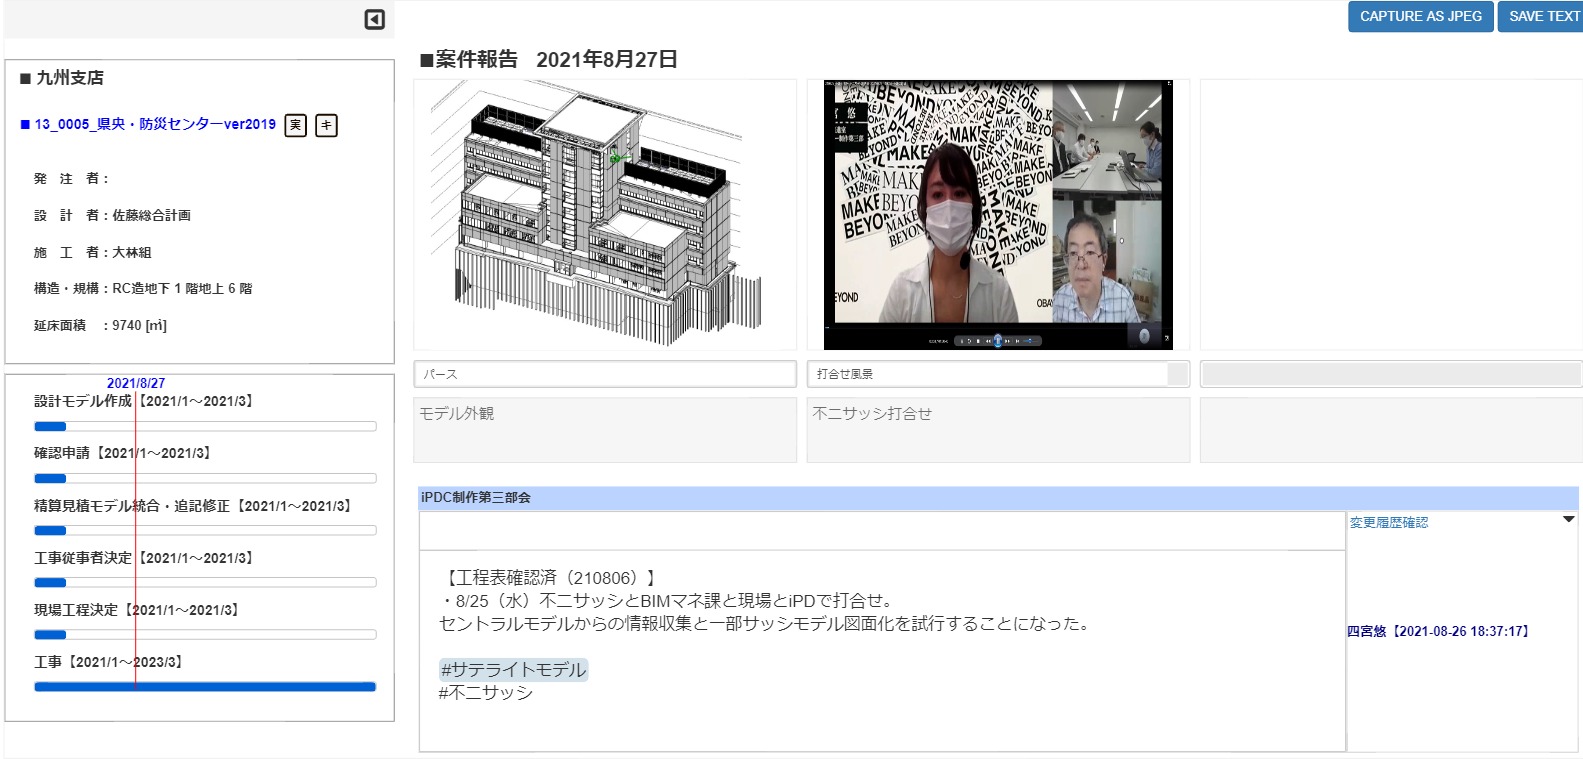 CAPTURE AS JPEG
SAVE TEXT
■ 九州支店
■ 13_0005_県央・防災センターver2019 実 キ
発　注　者：
設　計　者：佐藤総合計画
施　工　者：大林組
構造・規構：RC造地下１階地上６階
延床面積　：9740 [㎡]
2021/8/27
設計モデル作成【2021/1～2021/3】
確認申請【2021/1～2021/3】
精算見積モデル統合・追記修正【2021/1～2021/3】
工事従事者決定【2021/1～2021/3】
現場工程決定【2021/1～2021/3】
工事【2021/1～2023/3】
■案件報告　2021年8月27日
MAKE
BEYOND
パース
打合せ風景
モデル外観
不二サッシ打合せ
iPDC制作第三部会
【工程表確認済（210806）】
・8/25（水）不二サッシとBIMマネ課と現場とiPDで打合せ。
セントラルモデルからの情報収集と一部サッシモデル図面化を試行することになった。
#サテライトモデル
#不二サッシ
変更履歴確認
四宮悠【2021-08-26 18:37:17】